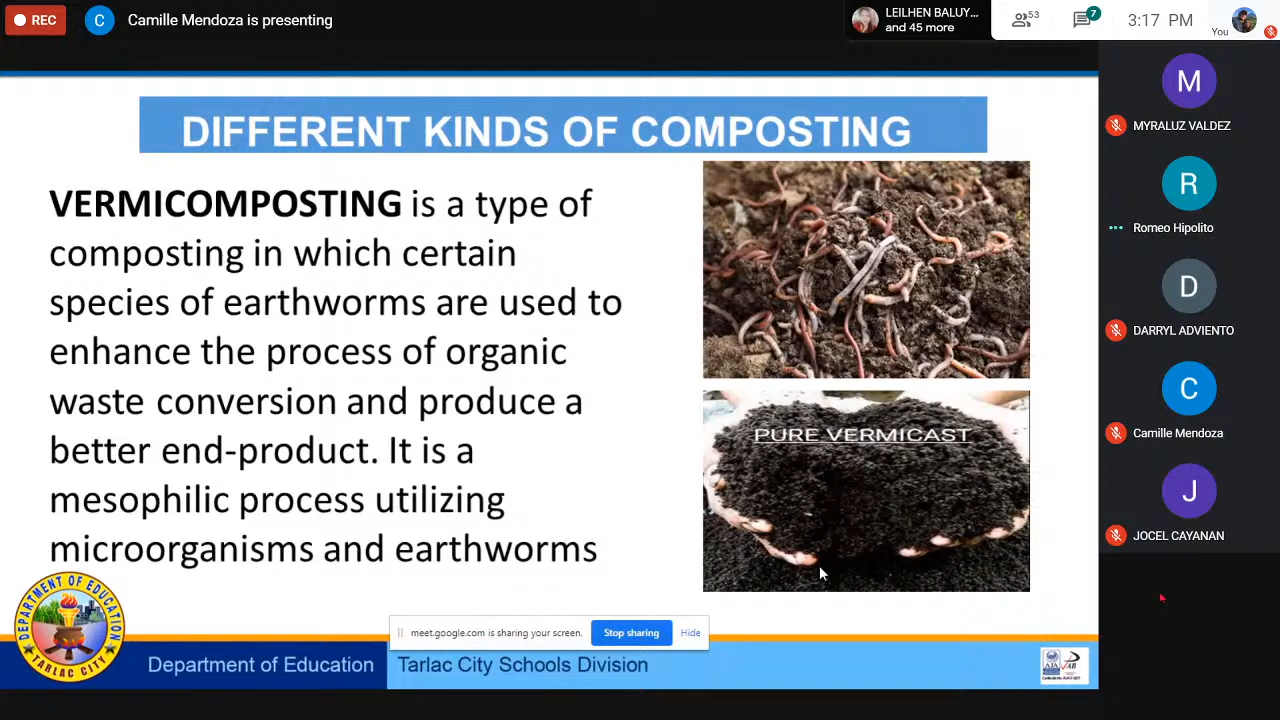 REC
C
Camille Mendoza is presenting
LEILHEN BALUY...
and 45 more
53
7
3:17 PM
You
DIFFERENT KINDS OF COMPOSTING
VERMICOMPOSTING is a type of
composting in which certain
species of earthworms are used to
enhance the process of organic
waste conversion and produce a
better end-product. It is a
mesophilic process utilizing
microorganisms and earthworms
PURE VERMICAST
M
MYRALUZ VALDEZ
R
Romeo Hipolito
D
DARRYL ADVIENTO
C
Camille Mendoza
J
JOCEL CAYANAN
DEPARTMENT OF EDUCATION
TARLAC CITY
meet.google.com is sharing your screen.
Stop sharing
Hide
Department of Education
Tarlac City Schools Division
AJA